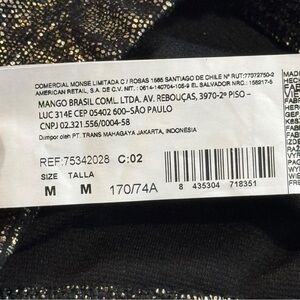 COMERCIAL MONSE LIMITADA C / ROSAS 1665 SANTIAGO DE CHILE Nº RUT:77072750-2
AMERICAN RETAIL, S.A. DE C.V. NIT. : 0614-140704-105-9 EL SALVADOR NRC.: 158217-5
MANGO BRASIL COML. LTDA. AV. REBOUÇAS, 3970-2º PISO –
LUC 314E CEP 05402 600-SÃO PAULO
CNPJ 02.321.556/0004-58
Diimpor oleh PT. TRANS MAHAGAYA JAKARTA, INDONESIA
REF:75342028 C:02
SIZE TALLA
M M 170/74A
8 435304 718351